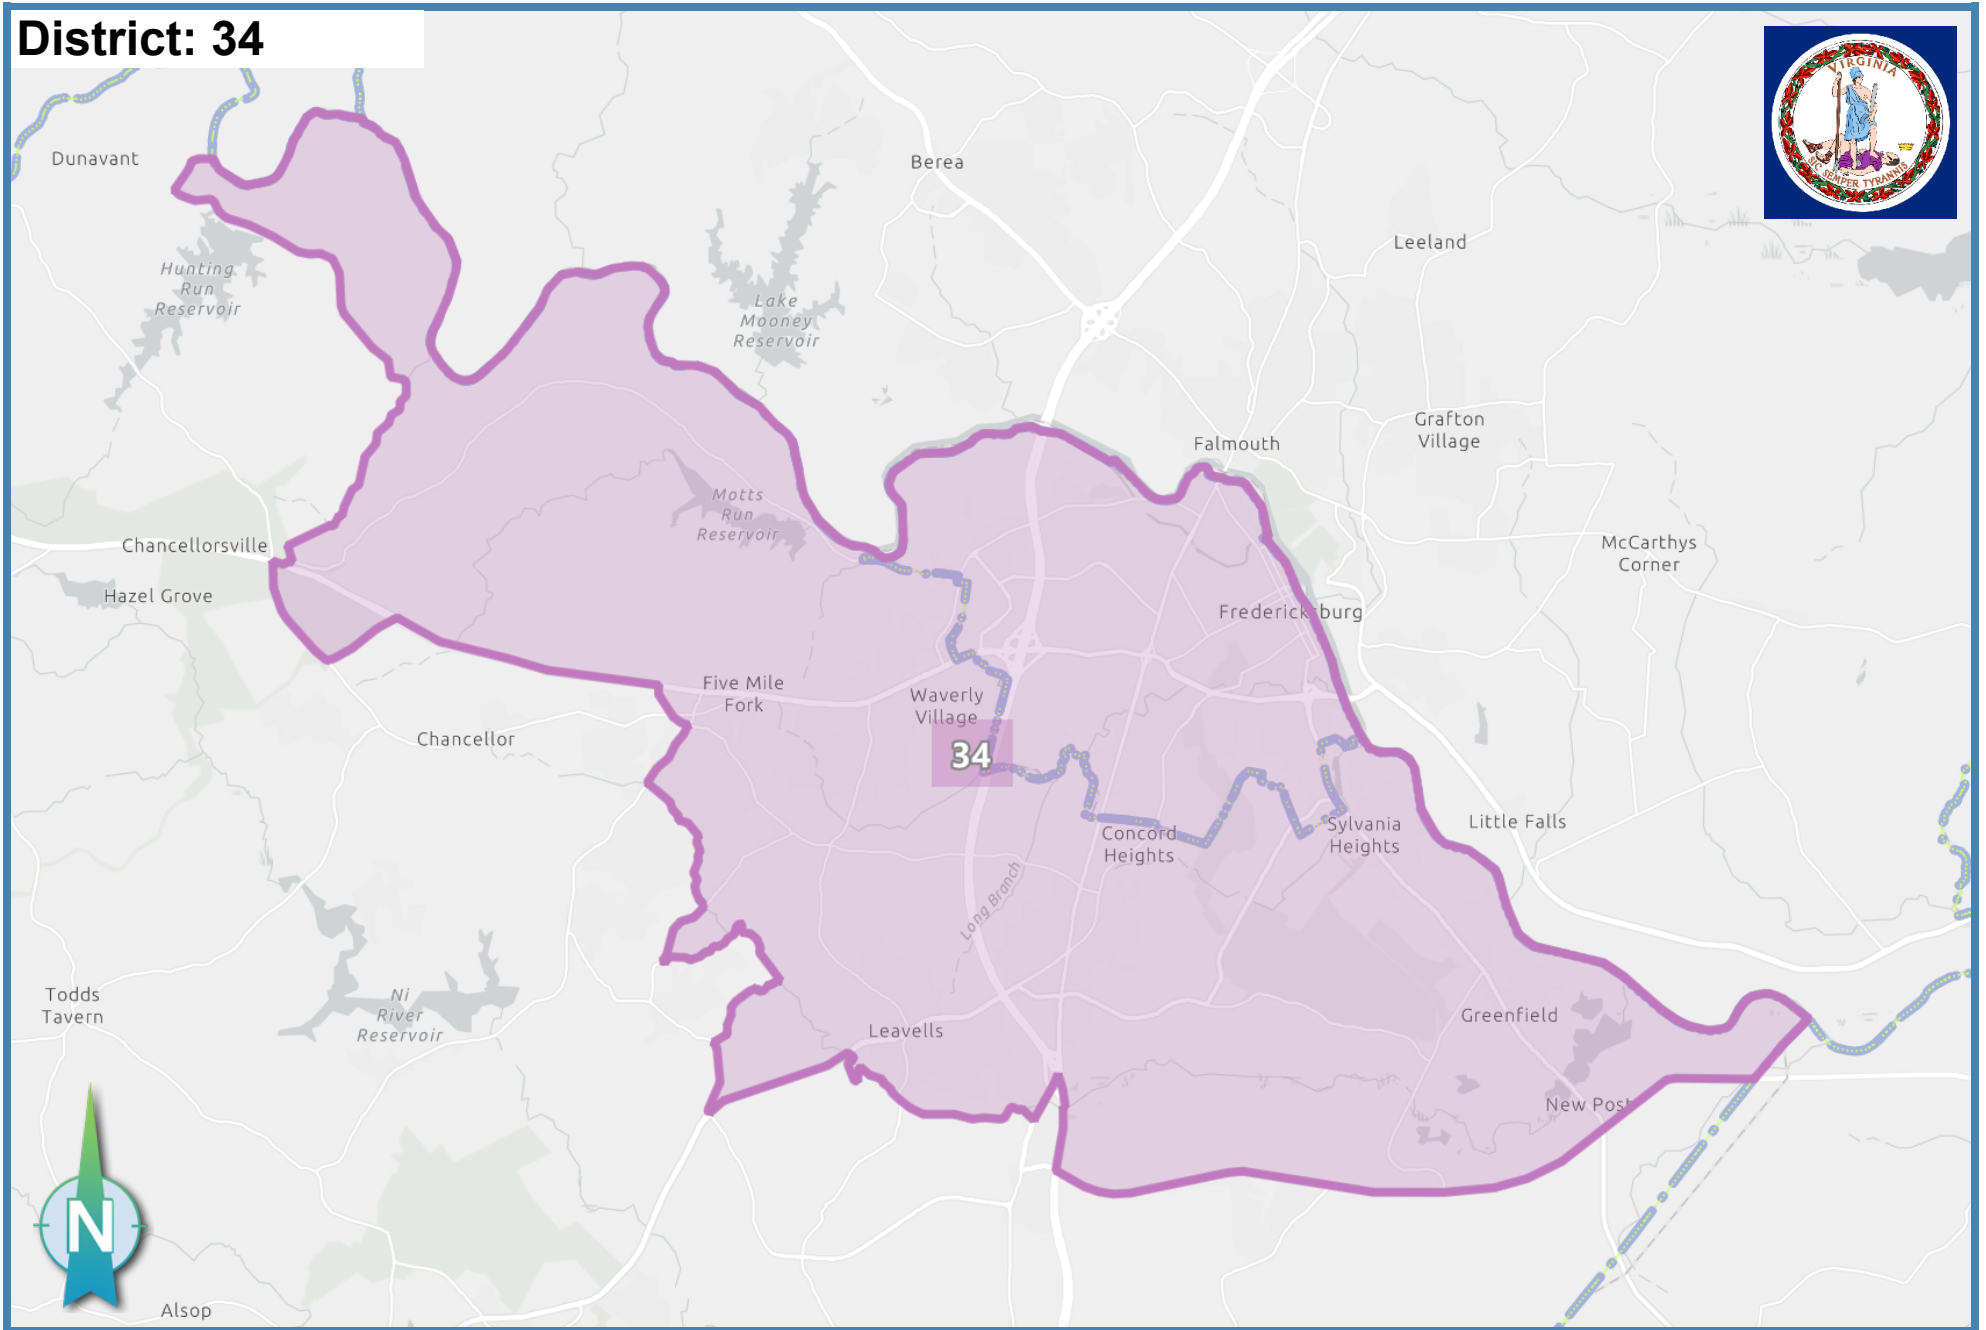 District: 34
VIRGINIA
SIC SEMPER TYRANNIS
Dunavant
Berea
Leeland
Hunting
Run
Reservoir
Lake
Mooney
Reservoir
Grafton
Village
Falmouth
Motts
Run
Reservoir
Chancellorsville
McCarthys
Corner
Hazel Grove
Fredericksburg
Five Mile
Fork
Waverly
Village
Chancellor
34
Concord
Heights
Sylvania
Heights
Little Falls
Long Branch
Todds
Tavern
Ni
River
Reservoir
Leavells
Greenfield
New Post
N
Alsop